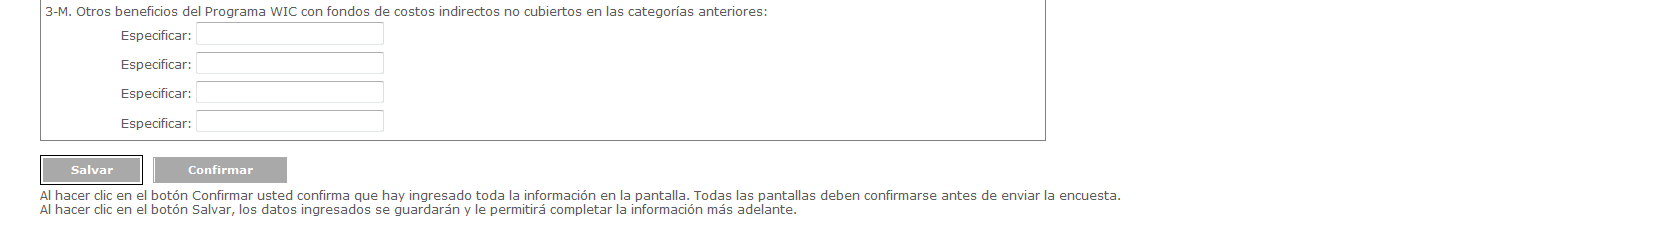 3-M. Otros beneficios del Programa WIC con fondos de costos indirectos no cubiertos en las categorías anteriores:
Especificar:
Especificar:
Especificar:
Especificar:
Salvar Confirmar
Al hacer clic en el botón Confirmar usted confirma que hay ingresado toda la información en la pantalla. Todas las pantallas deben confirmarse antes de enviar la encuesta.
Al hacer clic en el botón Salvar, los datos ingresados se guardarán y le permitirá completar la información más adelante.